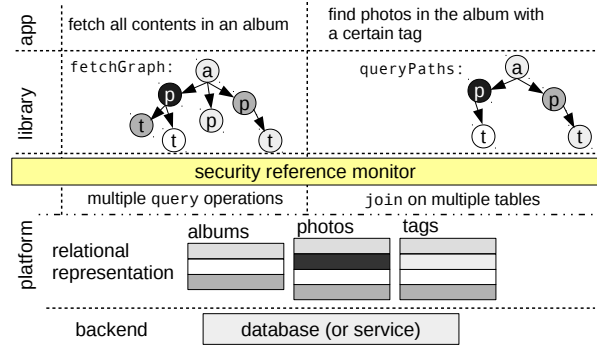 app
fetch all contents in an album
find photos in the album with
a certain tag
library
fetchGraph:
a
p
p
t
p
t
t
queryPaths:
a
p
p
t
t
security reference monitor
multiple query operations
join on multiple tables
platform
relational
representation
albums
photos
tags
backend
database (or service)